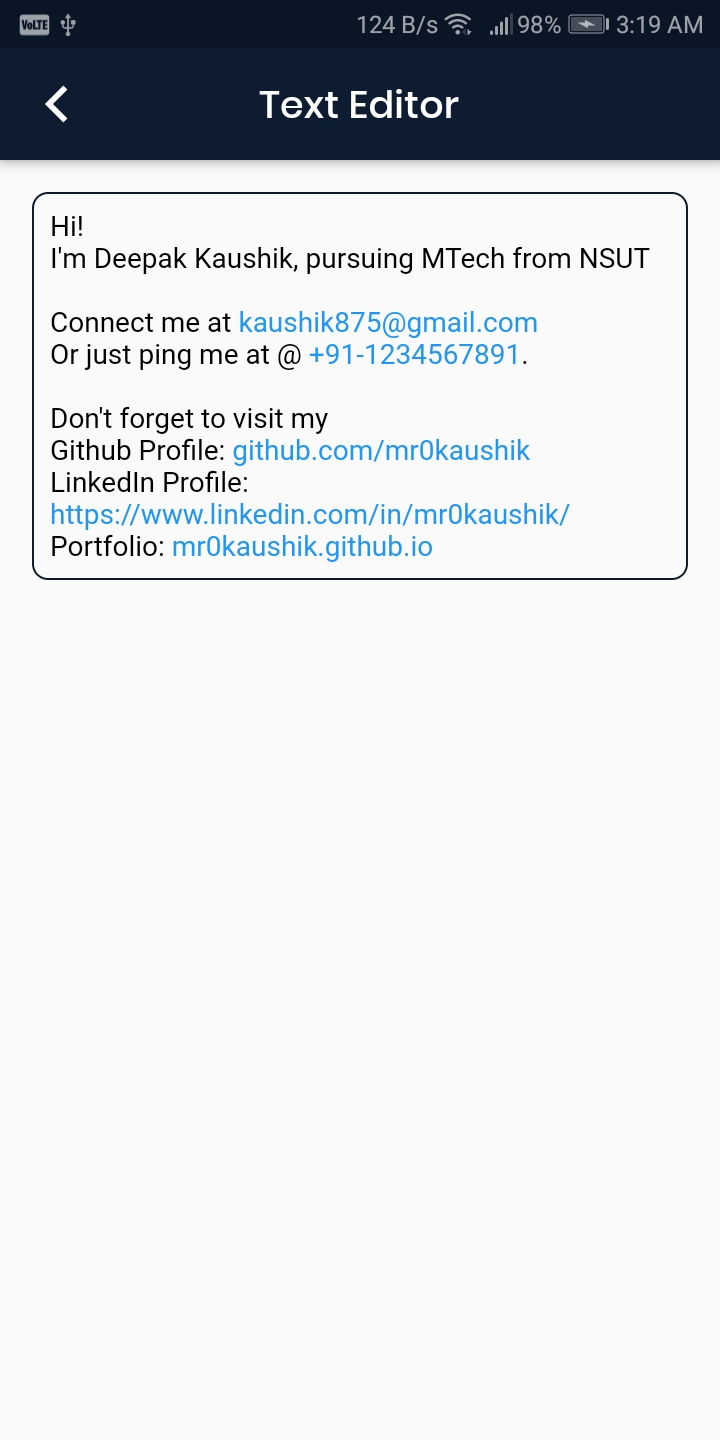 VoLTE 124 B/s 98% 3:19 AM
Text Editor
Hi!
I'm Deepak Kaushik, pursuing MTech from NSUT
Connect me at kaushik875@gmail.com
Or just ping me at @ +91-1234567891.
Don't forget to visit my
Github Profile: github.com/mr0kaushik
LinkedIn Profile:
https://www.linkedin.com/in/mr0kaushik/
Portfolio: mr0kaushik.github.io